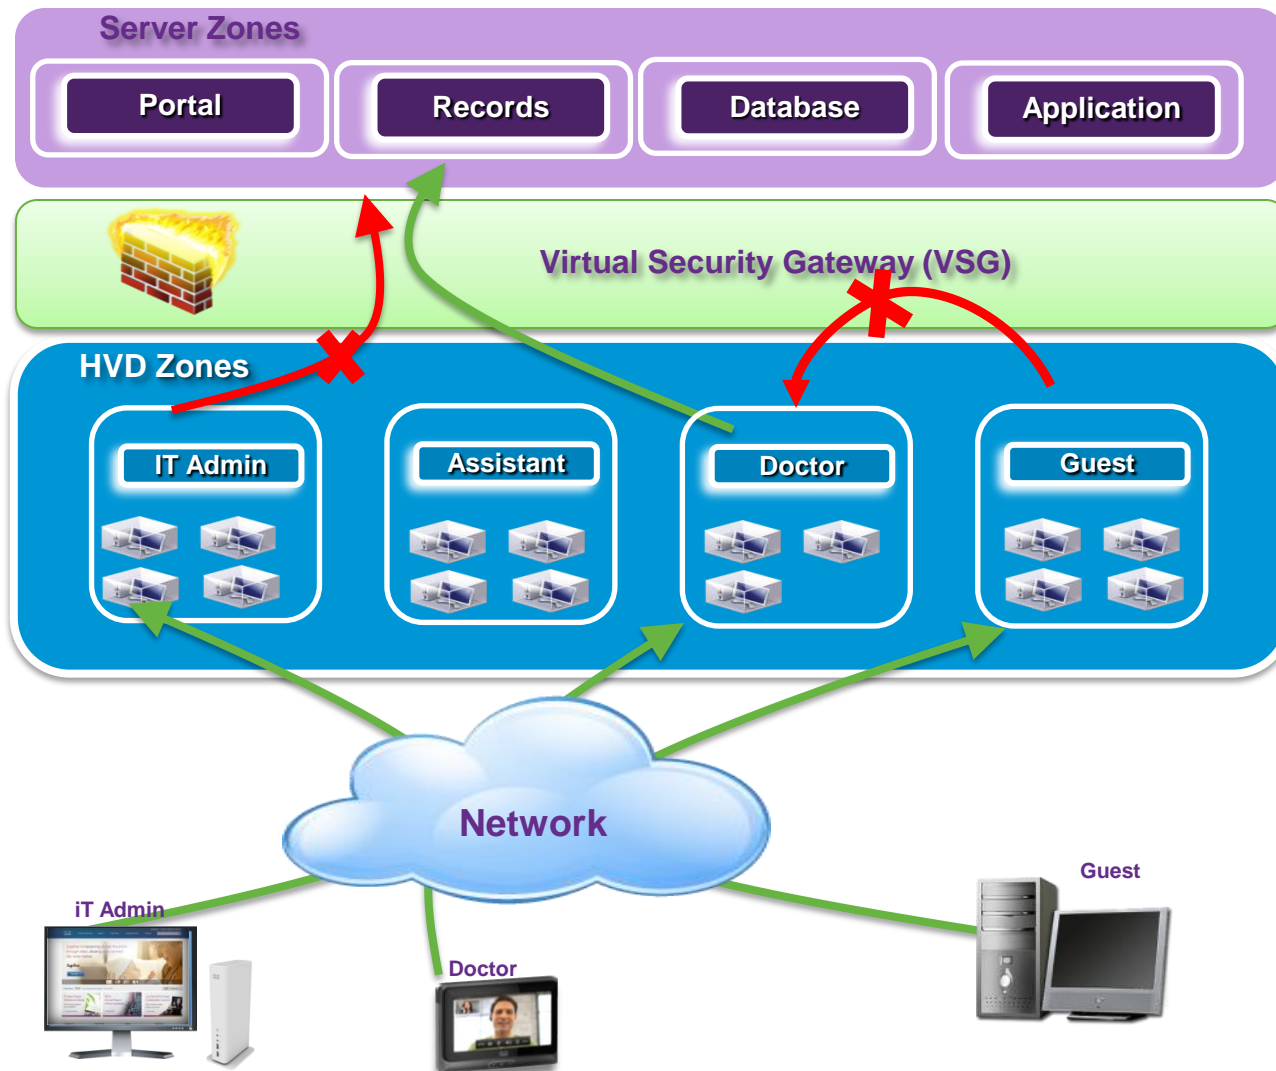 Server Zones
Portal
Records
Database
Application
Virtual Security Gateway (VSG)
HVD Zones
IT Admin
Assistant
Doctor
Guest
Network
Guest
iT Admin
Doctor